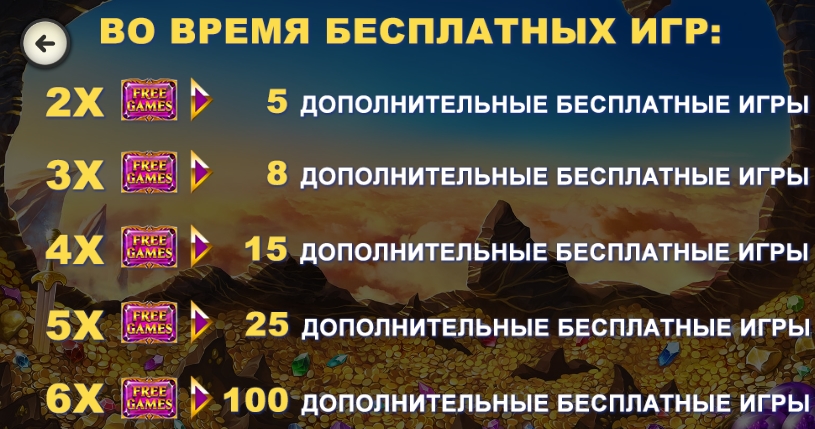 ВО ВРЕМЯ БЕСПЛАТНЫХ ИГР:
2X FREE GAMES 5 ДОПОЛНИТЕЛЬНЫЕ БЕСПЛАТНЫЕ ИГРЫ
3X FREE GAMES 8 ДОПОЛНИТЕЛЬНЫЕ БЕСПЛАТНЫЕ ИГРЫ
4X FREE GAMES 15 ДОПОЛНИТЕЛЬНЫЕ БЕСПЛАТНЫЕ ИГРЫ
5X FREE GAMES 25 ДОПОЛНИТЕЛЬНЫЕ БЕСПЛАТНЫЕ ИГРЫ
6X FREE GAMES 100 ДОПОЛНИТЕЛЬНЫЕ БЕСПЛАТНЫЕ ИГРЫ